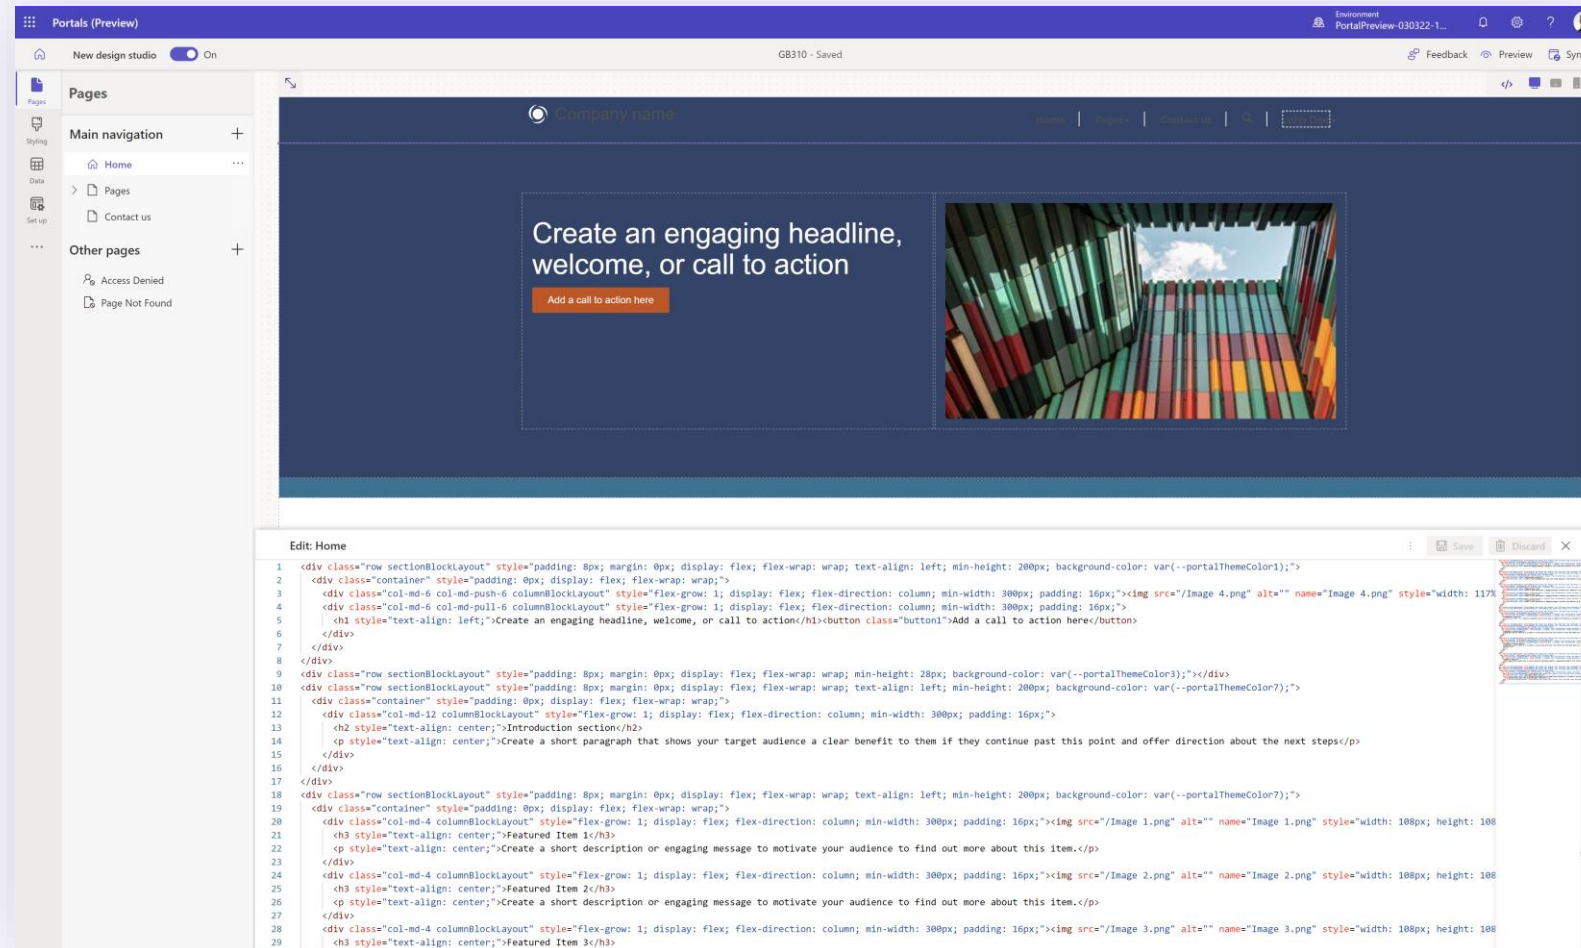 Portals (Preview)
Environment
PortalPreview-030322-1...
New design studio On
GB310 - Saved
Feedback Preview Syn
Pages
Styling
Data
Set up
Pages
Main navigation
Home
Pages
Contact us
Other pages
Access Denied
Page Not Found
Company name
Home Pages Contact us
Create an engaging headline,
welcome, or call to action
Add a call to action here
Edit: Home
Save Discard
1 <div class="row sectionBlockLayout" style="padding: 8px; margin: 0px; display: flex; flex-wrap: wrap; text-align: left; min-height: 200px; background-color: var(--portalThemeColor1);">
2 <div class="container" style="padding: 0px; display: flex; flex-wrap: wrap;">
3 <div class="col-md-6 col-md-push-6 columnBlockLayout" style="flex-grow: 1; display: flex; flex-direction: column; min-width: 300px; padding: 16px;"><img src="/Image 4.png" alt="" name="Image 4.png" style="width: 117%
4 <div class="col-md-6 col-md-pull-6 columnBlockLayout" style="flex-grow: 1; display: flex; flex-direction: column; min-width: 300px; padding: 16px;">
5 <h1 style="text-align: left;">Create an engaging headline, welcome, or call to action</h1><button class="button1">Add a call to action here</button>
6 </div>
7 </div>
8 </div>
9 <div class="row sectionBlockLayout" style="padding: 8px; margin: 0px; display: flex; flex-wrap: wrap; min-height: 28px; background-color: var(--portalThemeColor3);"></div>
10 <div class="row sectionBlockLayout" style="padding: 8px; margin: 0px; display: flex; flex-wrap: wrap; text-align: left; min-height: 200px; background-color: var(--portalThemeColor7);">
11 <div class="container" style="padding: 0px; display: flex; flex-wrap: wrap;">
12 <div class="col-md-12 columnBlockLayout" style="flex-grow: 1; display: flex; flex-direction: column; min-width: 300px; padding: 16px;">
13 <h2 style="text-align: center;">Introduction section</h2>
14 <p style="text-align: center;">Create a short paragraph that shows your target audience a clear benefit to them if they continue past this point and offer direction about the next steps</p>
15 </div>
16 </div>
17 </div>
18 <div class="row sectionBlockLayout" style="padding: 8px; margin: 0px; display: flex; flex-wrap: wrap; text-align: left; min-height: 200px; background-color: var(--portalThemeColor7);">
19 <div class="container" style="padding: 0px; display: flex; flex-wrap: wrap;">
20 <div class="col-md-4 columnBlockLayout" style="flex-grow: 1; display: flex; flex-direction: column; min-width: 300px; padding: 16px;"><img src="/Image 1.png" alt="" name="Image 1.png" style="width: 108px; height: 108
21 <h3 style="text-align: center;">Featured Item 1</h3>
22 <p style="text-align: center;">Create a short description or engaging message to motivate your audience to find out more about this item.</p>
23 </div>
24 <div class="col-md-4 columnBlockLayout" style="flex-grow: 1; display: flex; flex-direction: column; min-width: 300px; padding: 16px;"><img src="/Image 2.png" alt="" name="Image 2.png" style="width: 108px; height: 108
25 <h3 style="text-align: center;">Featured Item 2</h3>
26 <p style="text-align: center;">Create a short description or engaging message to motivate your audience to find out more about this item.</p>
27 </div>
28 <div class="col-md-4 columnBlockLayout" style="flex-grow: 1; display: flex; flex-direction: column; min-width: 300px; padding: 16px;"><img src="/Image 3.png" alt="" name="Image 3.png" style="width: 108px; height: 108
29 <h3 style="text-align: center;">Featured Item 3</h3>